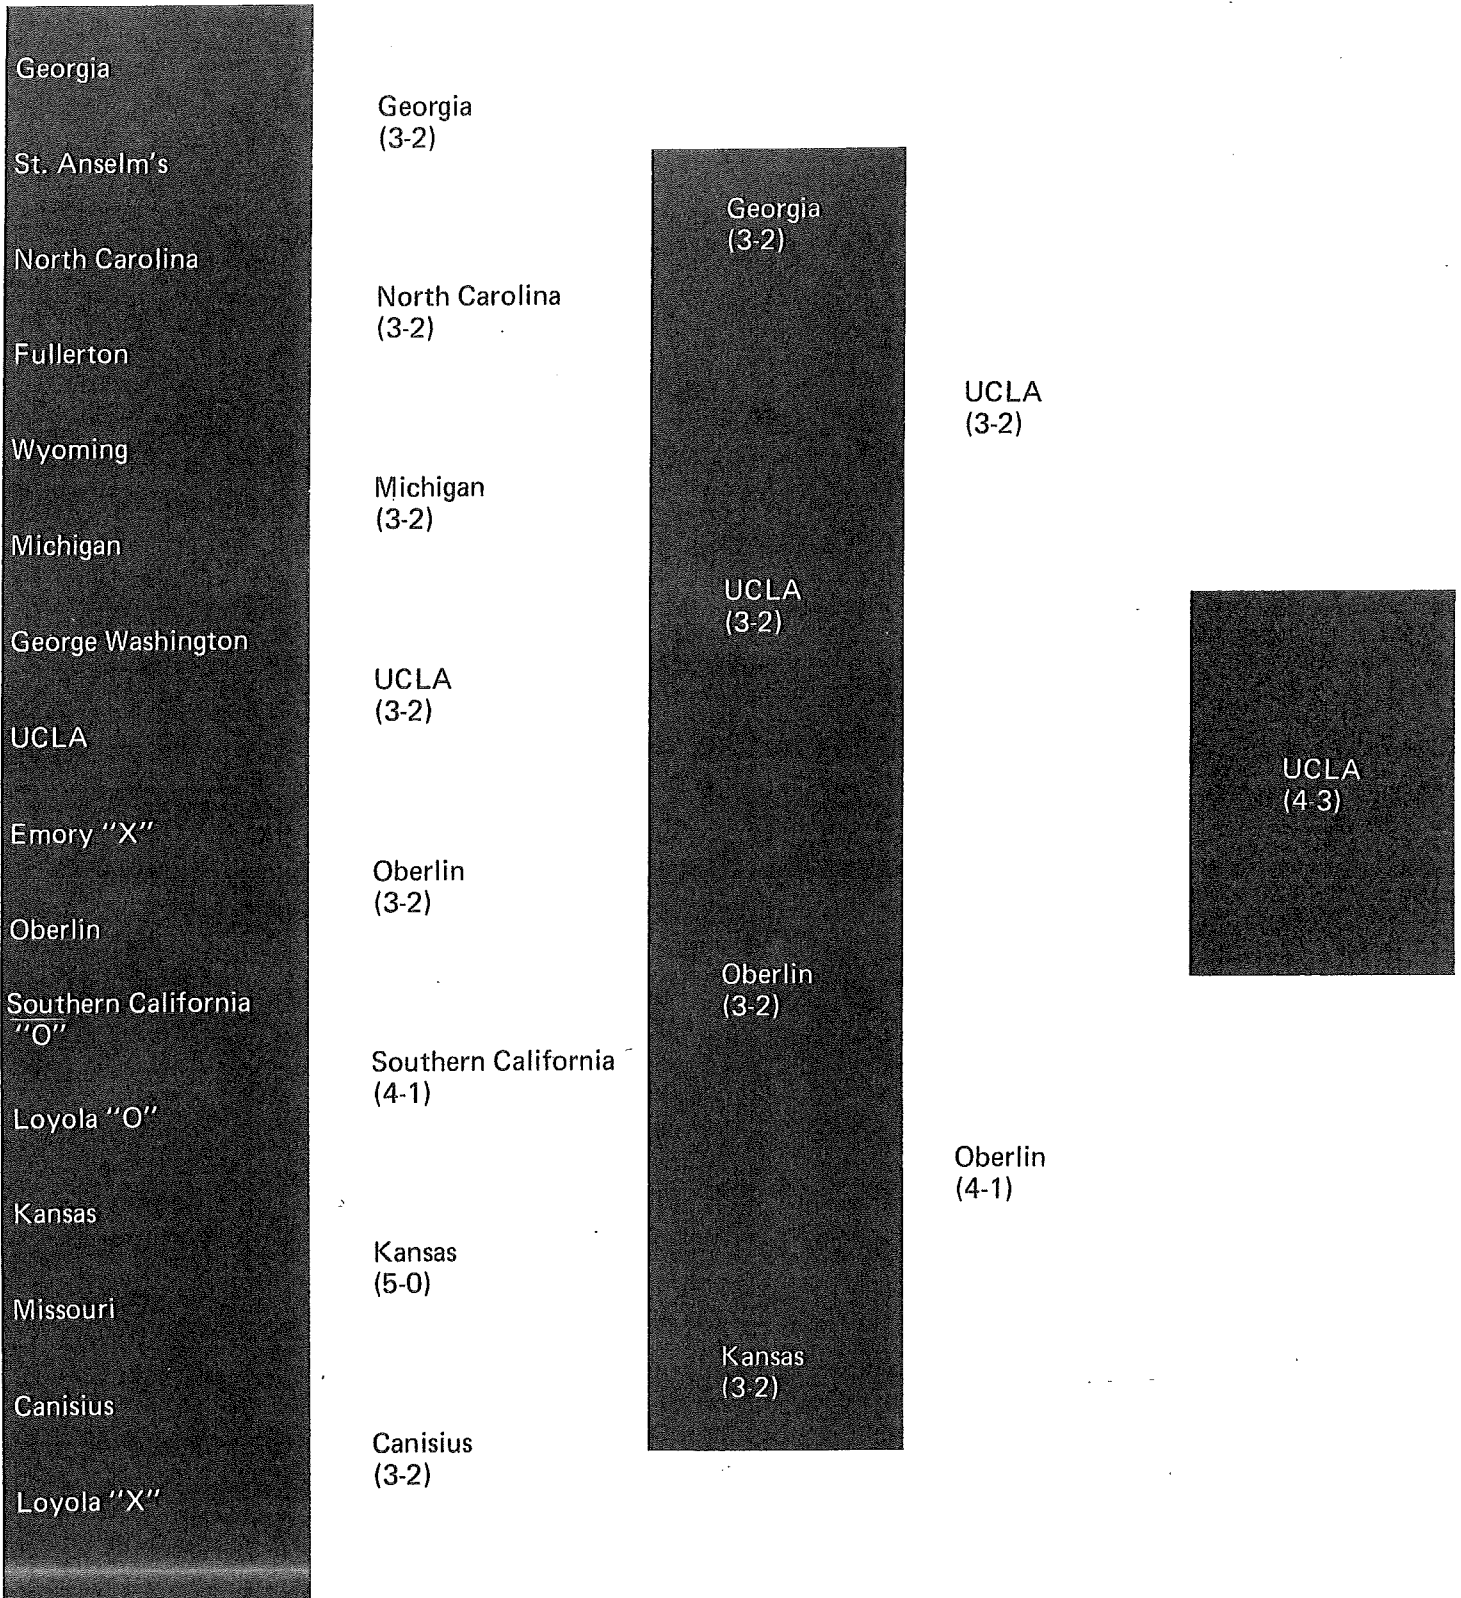 Georgia
St. Anselm's
North Carolina
Fullerton
Wyoming
Michigan
George Washington
UCLA
Emory "X"
Oberlin
Southern California
"O"
Loyola "O"
Kansas
Missouri
Canisius
Loyola "X"
Georgia
(3-2)
North Carolina
(3-2)
Michigan
(3-2)
UCLA
(3-2)
Oberlin
(3-2)
Southern California
(4-1)
Kansas
(5-0)
Canisius
(3-2)
Georgia
(3-2)
UCLA
(3-2)
Oberlin
(3-2)
Kansas
(3-2)
UCLA
(3-2)
Oberlin
(4-1)
UCLA
(4-3)